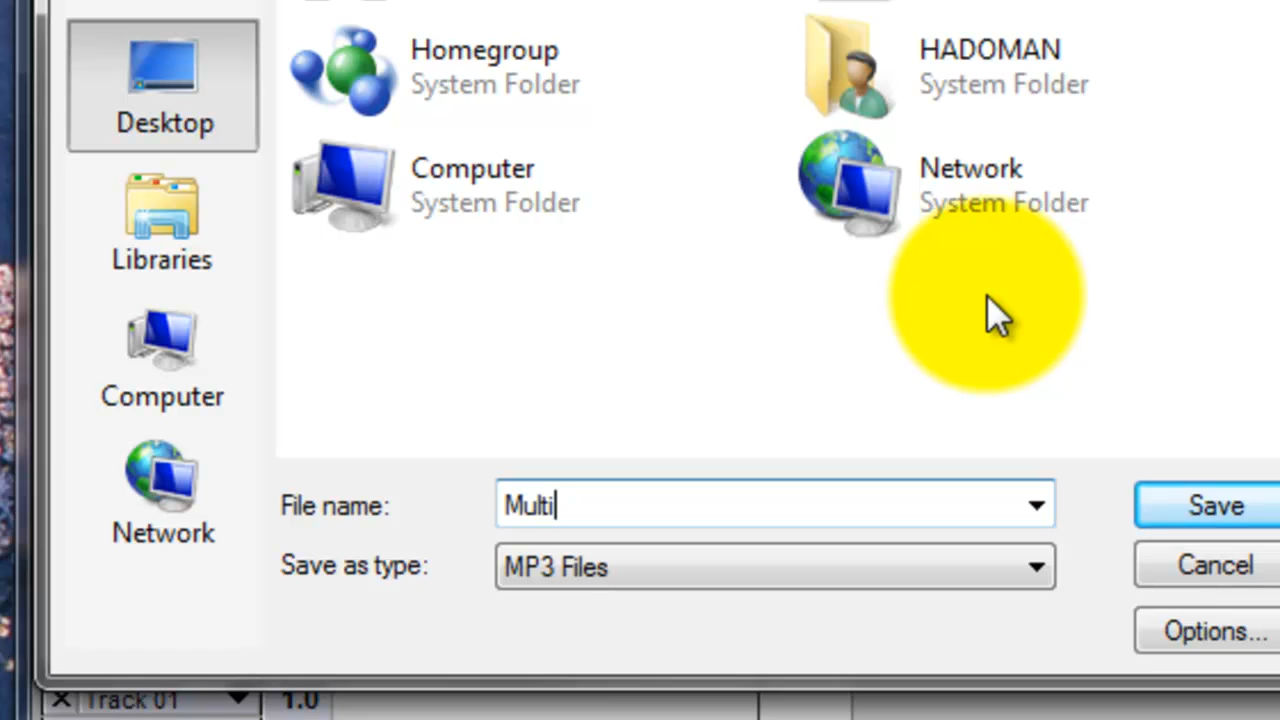 Homegroup
System Folder
HADOMAN
System Folder
Desktop
Computer
System Folder
Network
System Folder
Libraries
Computer
Network
File name:
Multi
Save
Save as type:
MP3 Files
Cancel
Options...
Track 01
1.0